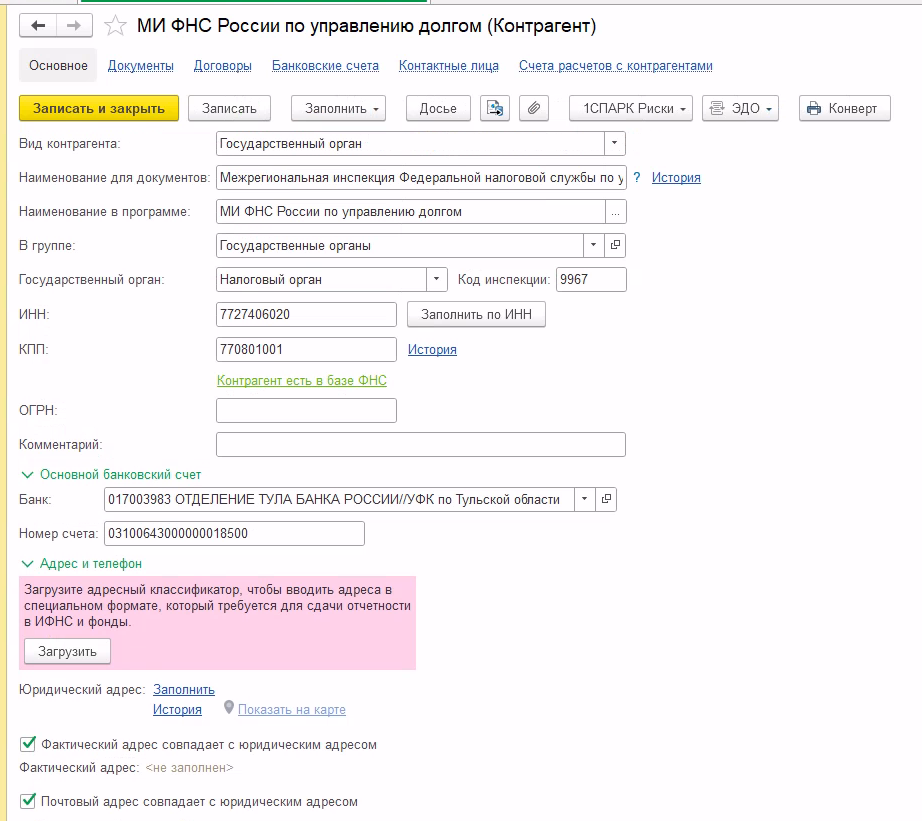 МИ ФНС России по управлению долгом (Контрагент)
Основное Документы Договоры Банковские счета Контактные лица Счета расчетов с контрагентами
Записать и закрыть Записать Заполнить Досье 1СПАРК Риски ЭДО Конверт
Вид контрагента: Государственный орган
Наименование для документов: Межрегиональная инспекция Федеральной налоговой службы по у ? История
Наименование в программе: МИ ФНС России по управлению долгом ...
В группе: Государственные органы
Государственный орган: Налоговый орган Код инспекции: 9967
ИНН: 7727406020 Заполнить по ИНН
КПП: 770801001 История
Контрагент есть в базе ФНС
ОГРН:
Комментарий:
Основной банковский счет
Банк: 017003983 ОТДЕЛЕНИЕ ТУЛА БАНКА РОССИИ//УФК по Тульской области
Номер счета: 03100643000000018500
Адрес и телефон
Загрузите адресный классификатор, чтобы вводить адреса в
специальном формате, который требуется для сдачи отчетности
в ИФНС и фонды.
Загрузить
Юридический адрес: Заполнить
История Показать на карте
Фактический адрес совпадает с юридическим адресом
Фактический адрес: <не заполнен>
Почтовый адрес совпадает с юридическим адресом